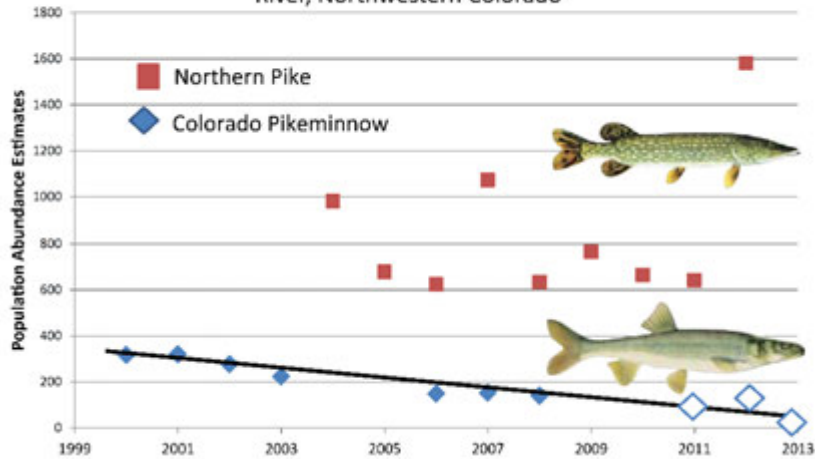 River, Northwestern Colorado
1800
1600
1400
1200
1000
800
600
400
200
0
Population Abundance Estimates
Northern Pike
Colorado Pikeminnow
1999 2001 2003 2005 2007 2009 2011 2013